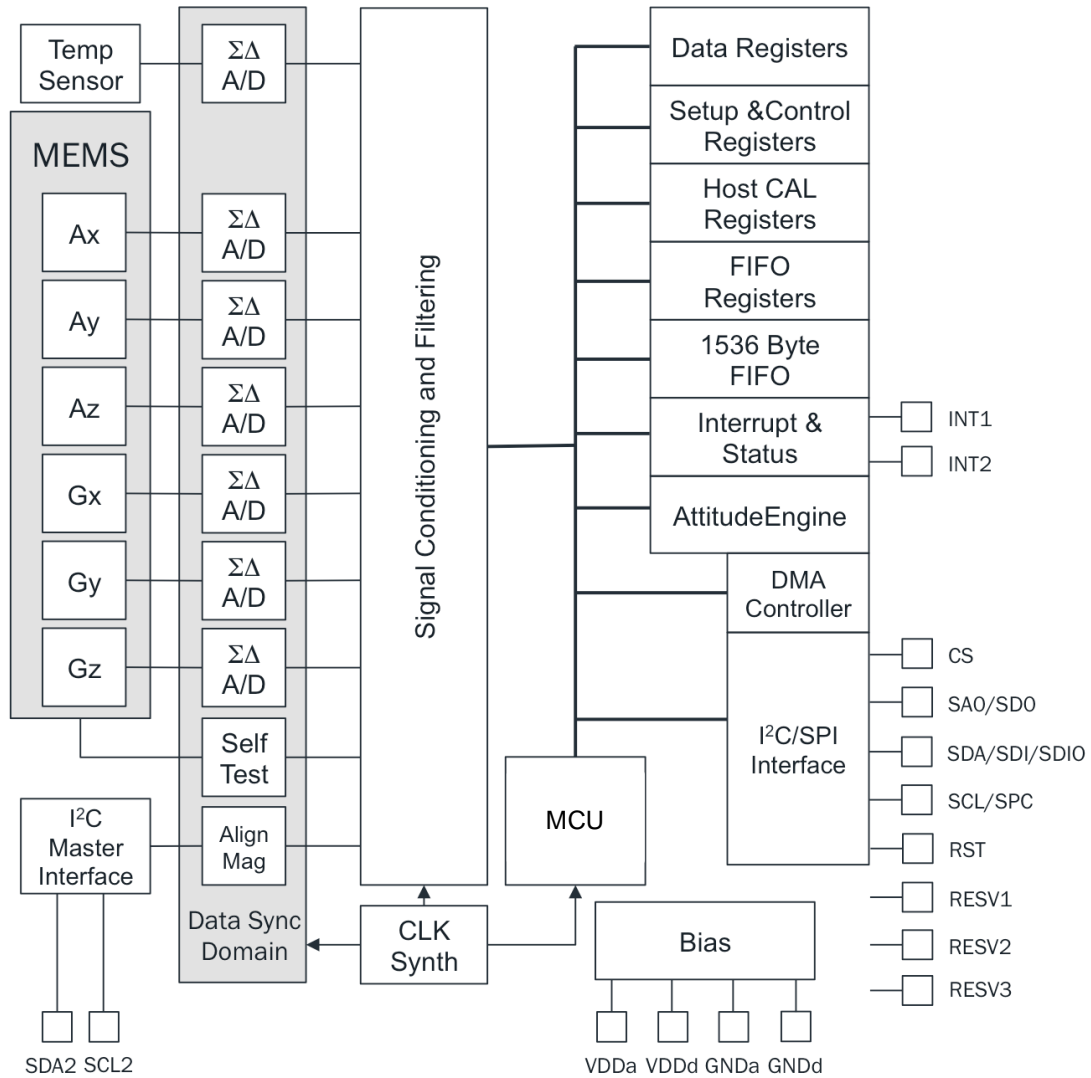 Temp
Sensor
ΣΔ
A/D
MEMS
Ax
ΣΔ
A/D
Ay
ΣΔ
A/D
Az
ΣΔ
A/D
Gx
ΣΔ
A/D
Gy
ΣΔ
A/D
Gz
ΣΔ
A/D
Self
Test
I²C
Master
Interface
Align
Mag
Data Sync
Domain
SDA2
SCL2
Signal Conditioning and Filtering
CLK
Synth
MCU
Data Registers
Setup &Control
Registers
Host CAL
Registers
FIFO
Registers
1536 Byte
FIFO
Interrupt &
Status
INT1
INT2
AttitudeEngine
DMA
Controller
I²C/SPI
Interface
CS
SA0/SD0
SDA/SDI/SDIO
SCL/SPC
RST
RESV1
RESV2
RESV3
Bias
VDDa
VDDd
GNDa
GNDd